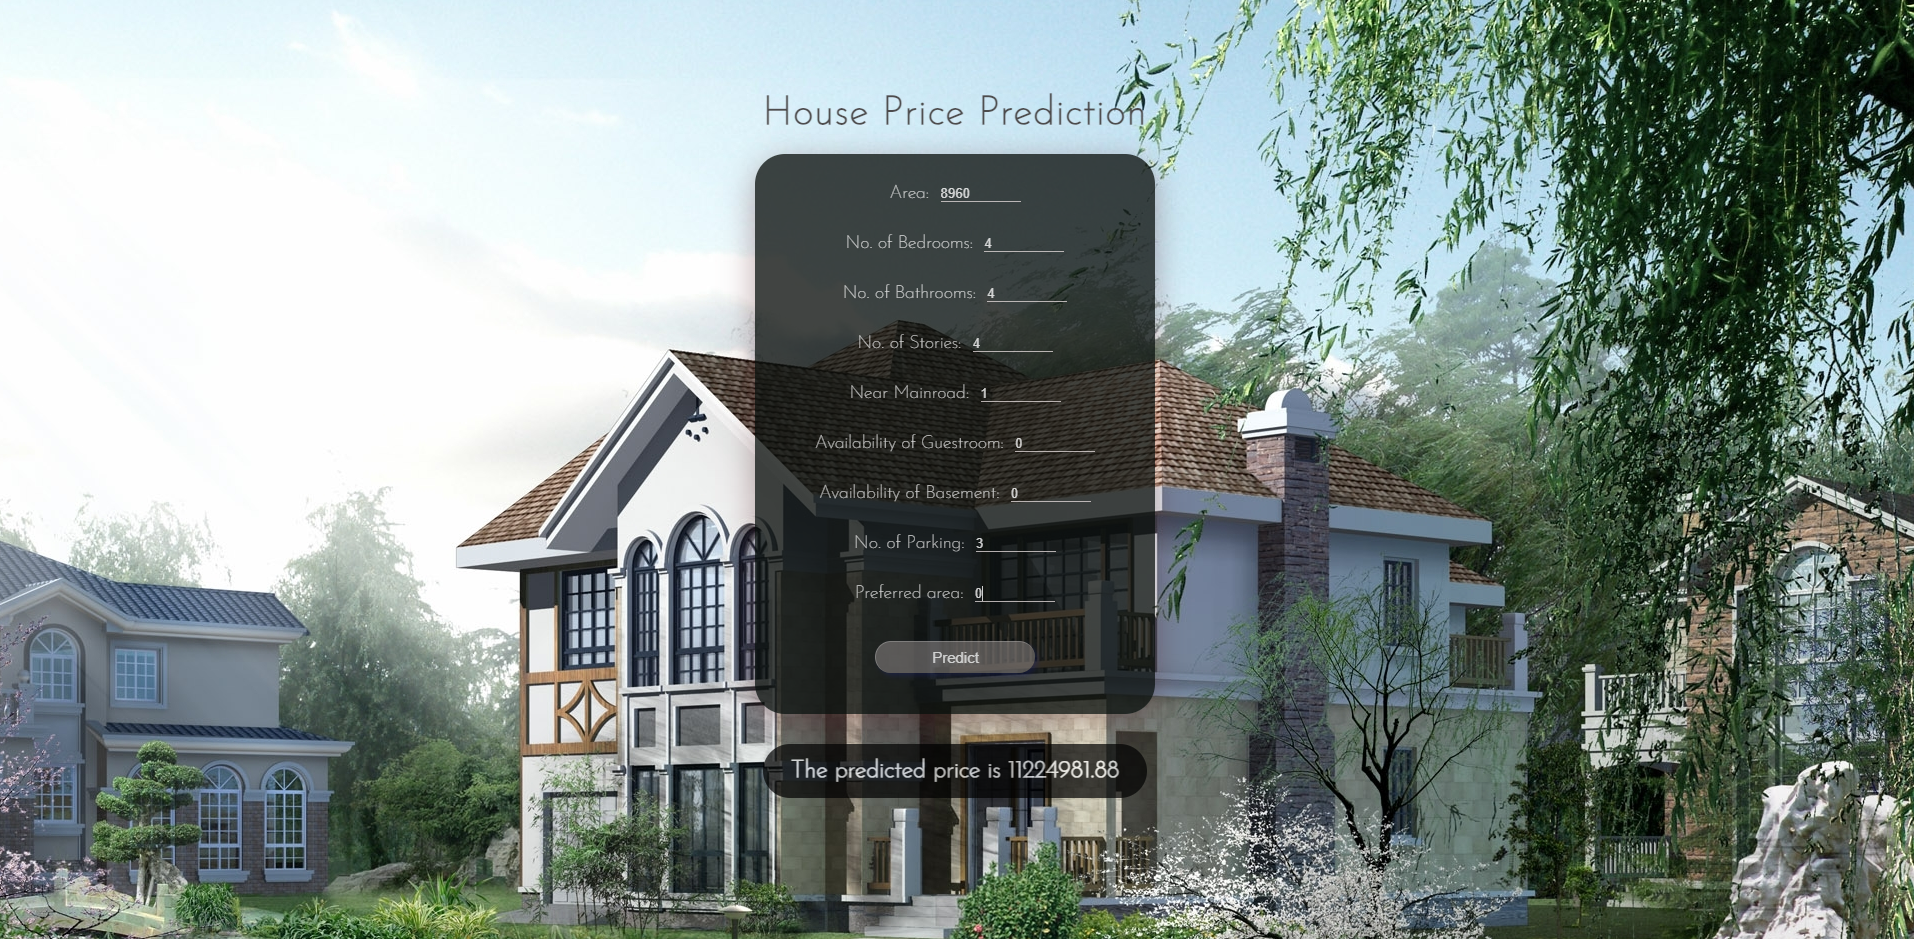 House Price Prediction
Area: 8960
No. of Bedrooms: 4
No. of Bathrooms: 4
No. of Stories: 4
Near Mainroad: 1
Availability of Guestroom: 0
Availability of Basement: 0
No. of Parking: 3
Preferred area: 0
Predict
The predicted price is 11224981.88